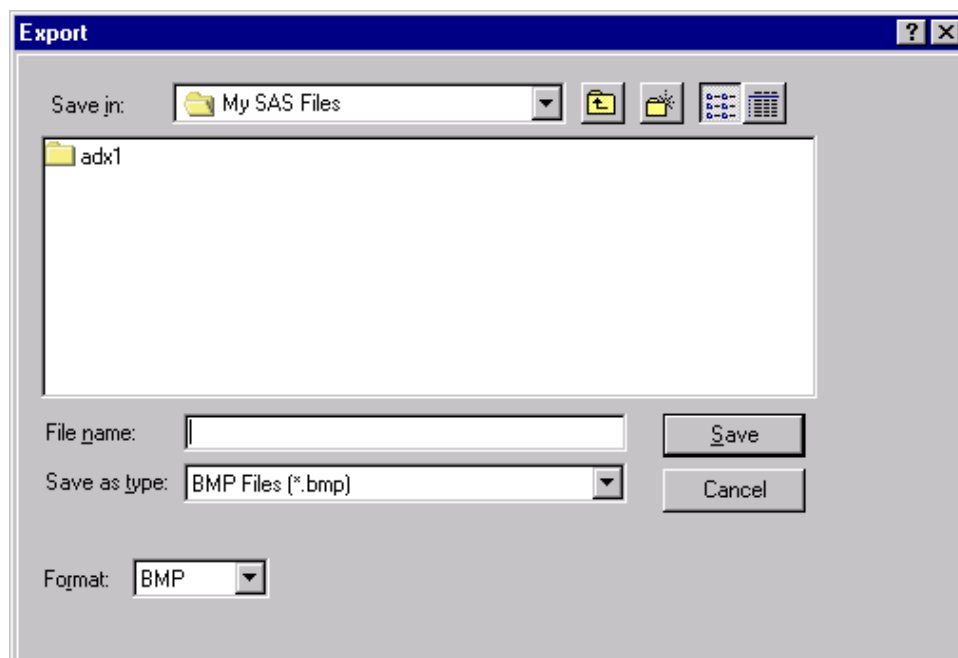 Export
Save in: My SAS Files
adx1
File name:
Save
Save as type: BMP Files (*.bmp)
Cancel
Format: BMP